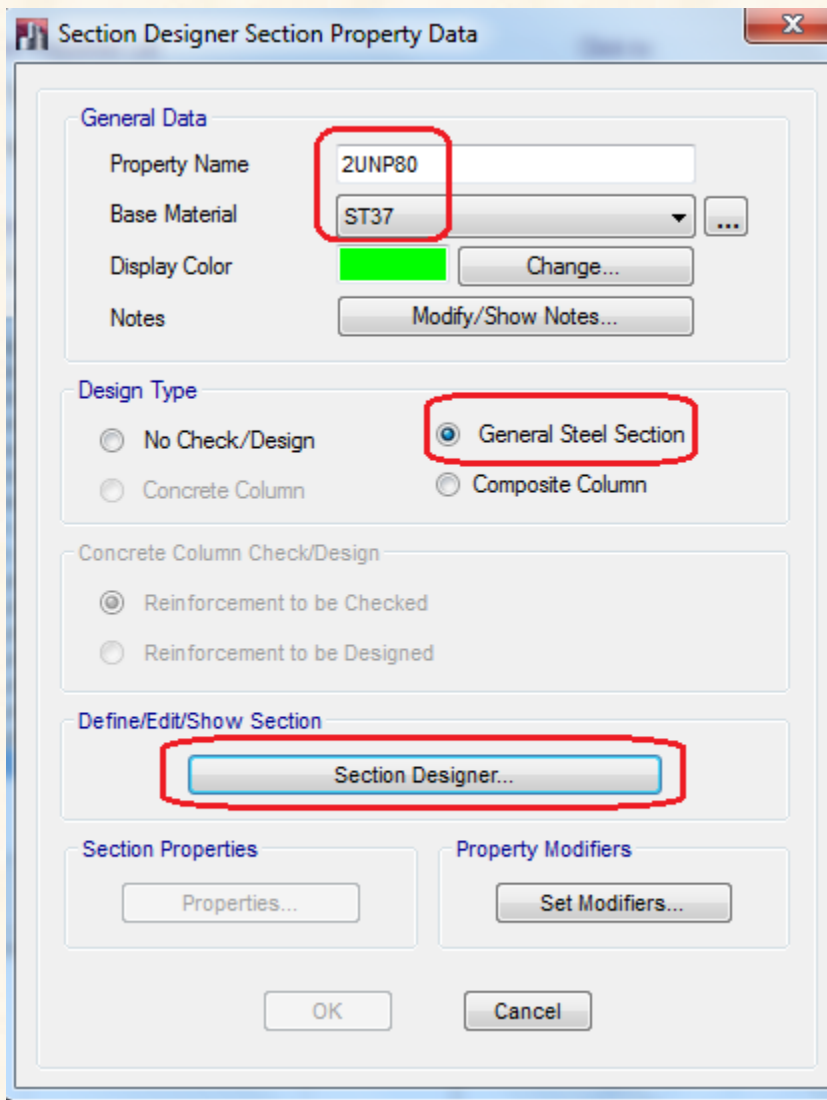 Section Designer Section Property Data
General Data
Property Name 2UNP80
Base Material ST37 ...
Display Color Change...
Notes Modify/Show Notes...
Design Type
No Check/Design General Steel Section
Concrete Column Composite Column
Concrete Column Check/Design
Reinforcement to be Checked
Reinforcement to be Designed
Define/Edit/Show Section
Section Designer...
Section Properties Property Modifiers
Properties... Set Modifiers...
OK Cancel